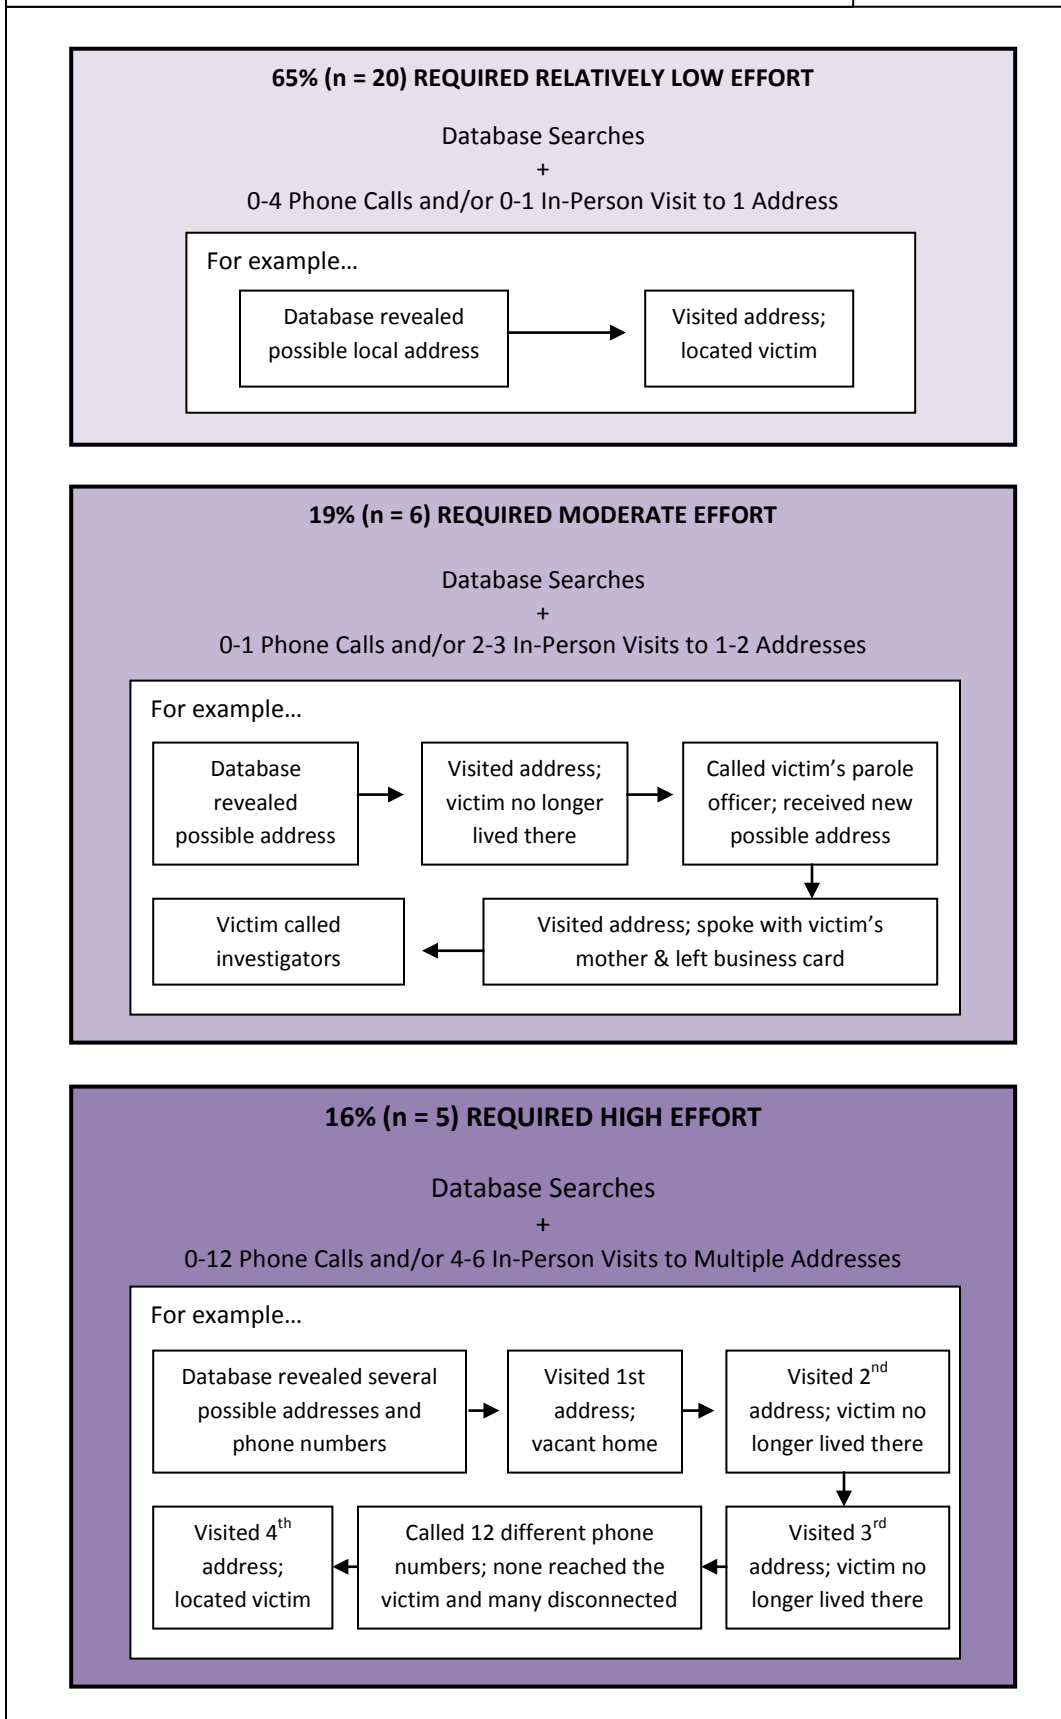 65% (n = 20) REQUIRED RELATIVELY LOW EFFORT
Database Searches
+
0-4 Phone Calls and/or 0-1 In-Person Visit to 1 Address
For example…
Database revealed
possible local address
Visited address;
located victim
19% (n = 6) REQUIRED MODERATE EFFORT
Database Searches
+
0-1 Phone Calls and/or 2-3 In-Person Visits to 1-2 Addresses
For example…
Database
revealed
possible address
Visited address;
victim no longer
lived there
Called victim’s parole
officer; received new
possible address
Visited address; spoke with victim’s
mother & left business card
Victim called
investigators
16% (n = 5) REQUIRED HIGH EFFORT
Database Searches
+
0-12 Phone Calls and/or 4-6 In-Person Visits to Multiple Addresses
For example…
Database revealed several
possible addresses and
phone numbers
Visited 1st
address;
vacant home
Visited 2nd
address; victim no
longer lived there
Visited 3rd
address; victim no
longer lived there
Called 12 different phone
numbers; none reached the
victim and many disconnected
Visited 4th
address;
located victim